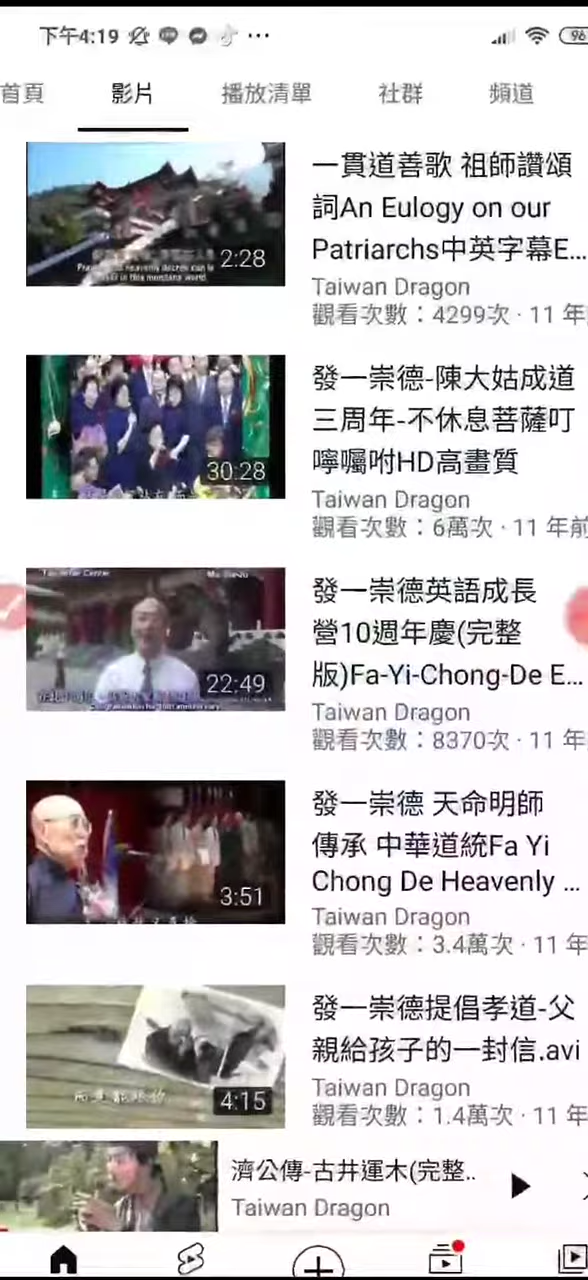 下午4:19
96
首頁 影片 播放清單 社群 頻道
一貫道善歌 祖師讚頌
詞An Eulogy on our
Patriarchs中英字幕E...
2:28
Taiwan Dragon
觀看次數：4299次 · 11 年
發一崇德-陳大姑成道
三周年-不休息菩薩叮
嚀囑咐HD高畫質
30:28
Taiwan Dragon
觀看次數：6萬次 · 11 年前
發一崇德英語成長
營10週年慶(完整
版)Fa-Yi-Chong-De E...
22:49
Taiwan Dragon
觀看次數：8370次 · 11 年
發一崇德 天命明師
傳承 中華道統Fa Yi
Chong De Heavenly ...
3:51
Taiwan Dragon
觀看次數：3.4萬次 · 11 年
發一崇德提倡孝道-父
親給孩子的一封信.avi
4:15
Taiwan Dragon
觀看次數：1.4萬次 · 11 年
濟公傳-古井運木(完整..
Taiwan Dragon